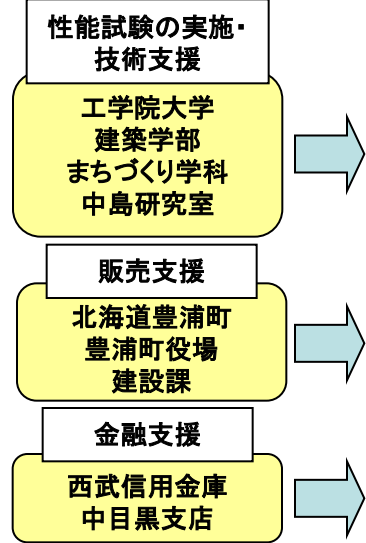 性能試験の実施・
技術支援
工学院大学
建築学部
まちづくり学科
中島研究室
販売支援
北海道豊浦町
豊浦町役場
建設課
金融支援
西武信用金庫
中目黒支店